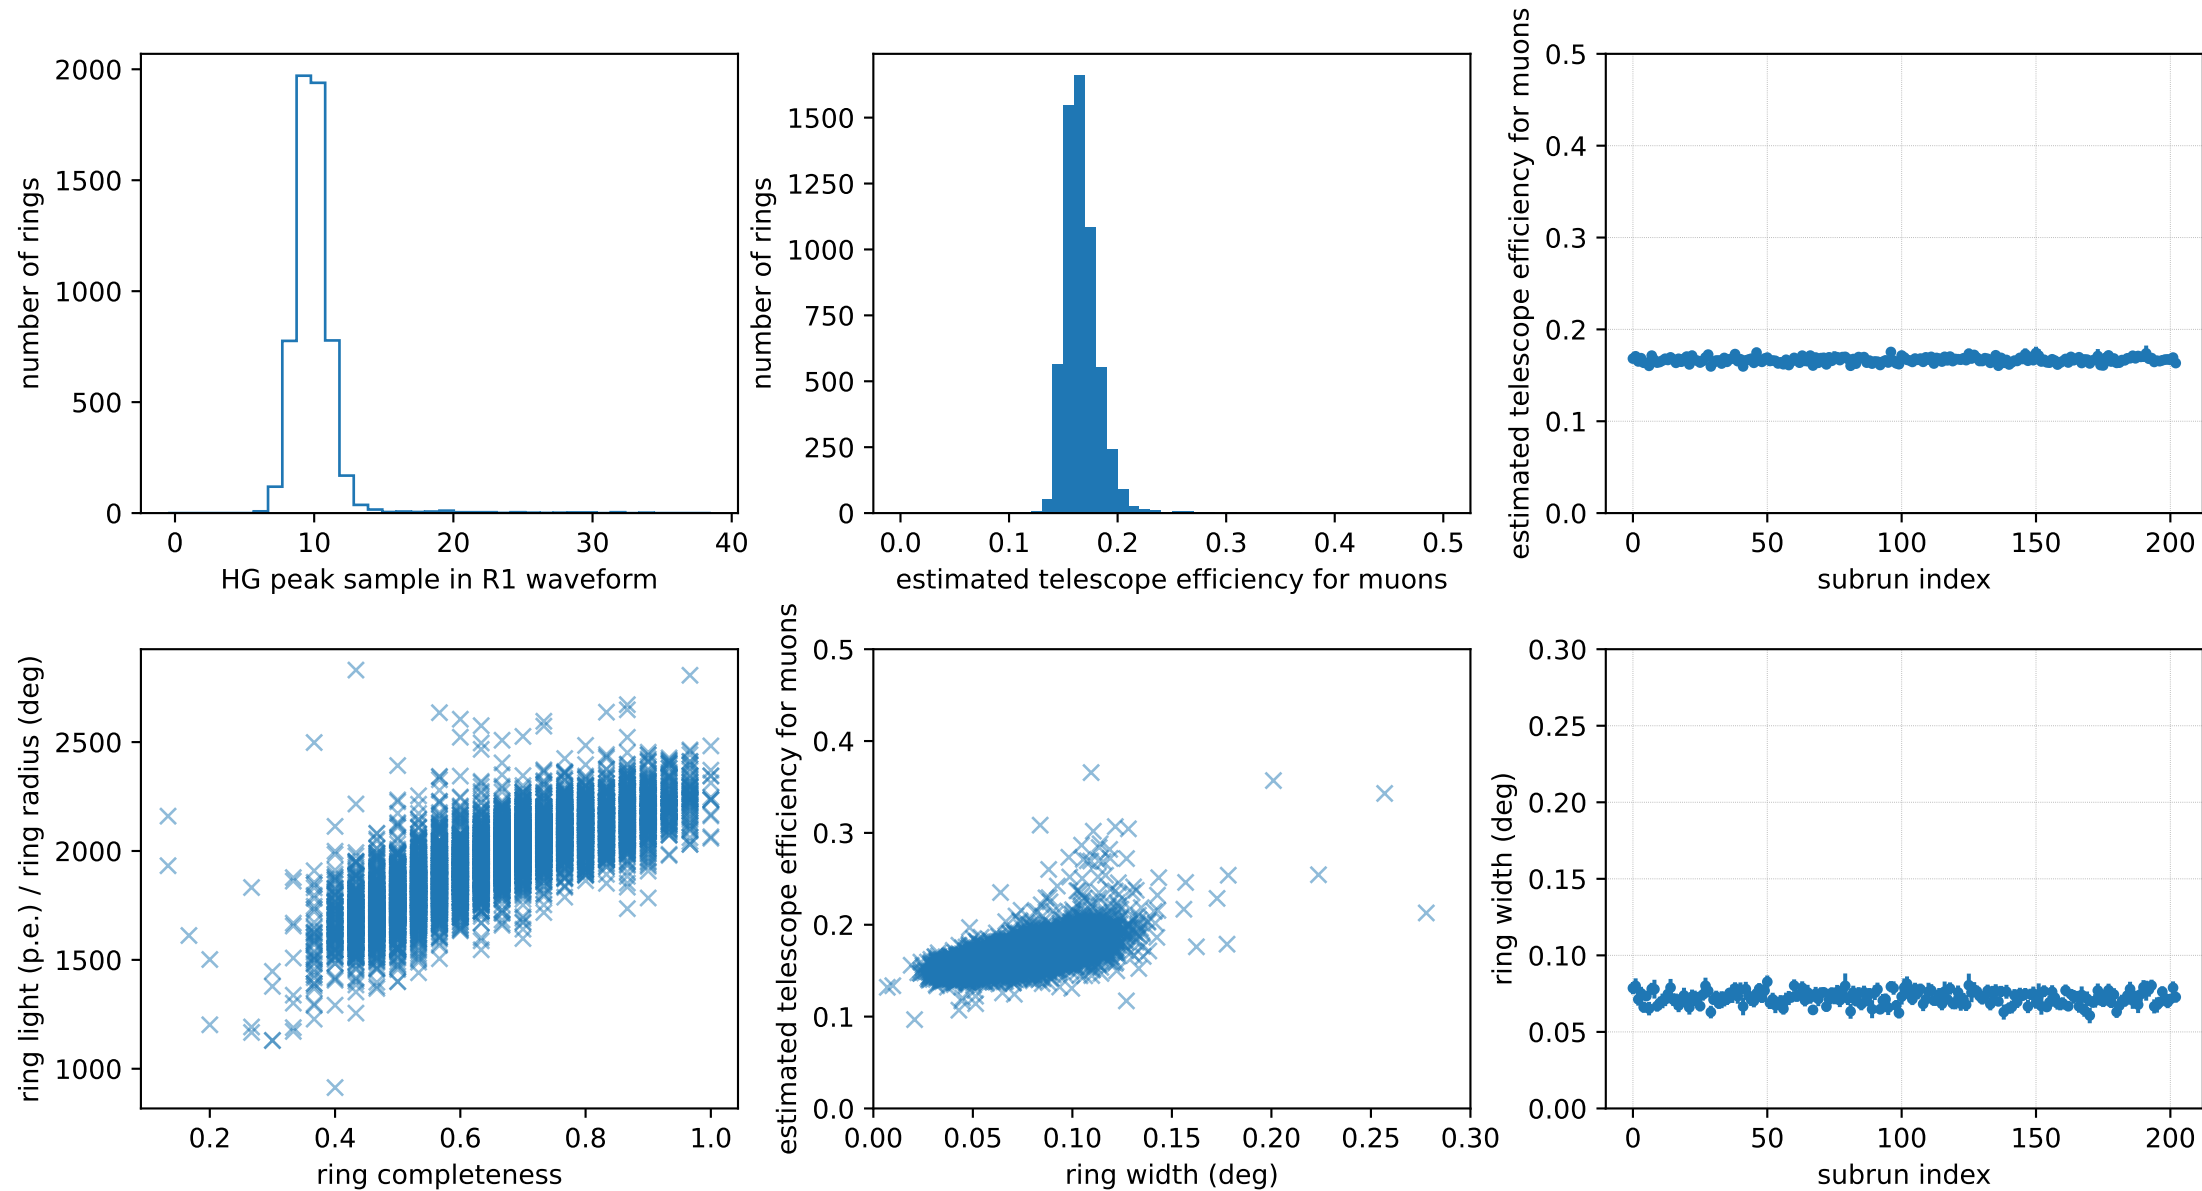 2000
1500
1000
500
0
number of rings
0 10 20 30 40
HG peak sample in R1 waveform
1500
1250
1000
750
500
250
0
number of rings
0.0 0.1 0.2 0.3 0.4 0.5
estimated telescope efficiency for muons
0.5
0.4
0.3
0.2
0.1
0.0
estimated telescope efficiency for muons
0 50 100 150 200
subrun index
2500
2000
1500
1000
ring light (p.e.) / ring radius (deg)
0.2 0.4 0.6 0.8 1.0
ring completeness
0.5
0.4
0.3
0.2
0.1
0.0
estimated telescope efficiency for muons
0.00 0.05 0.10 0.15 0.20 0.25 0.30
ring width (deg)
0.30
0.25
0.20
0.15
0.10
0.05
0.00
ring width (deg)
0 50 100 150 200
subrun index